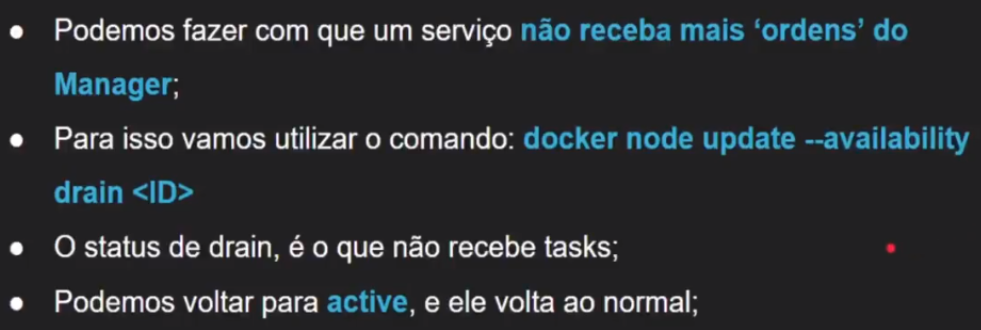 ● Podemos fazer com que um serviço não receba mais ‘ordens’ do
Manager;
● Para isso vamos utilizar o comando: docker node update --availability
drain <ID>
● O status de drain, é o que não recebe tasks;
● Podemos voltar para active, e ele volta ao normal;